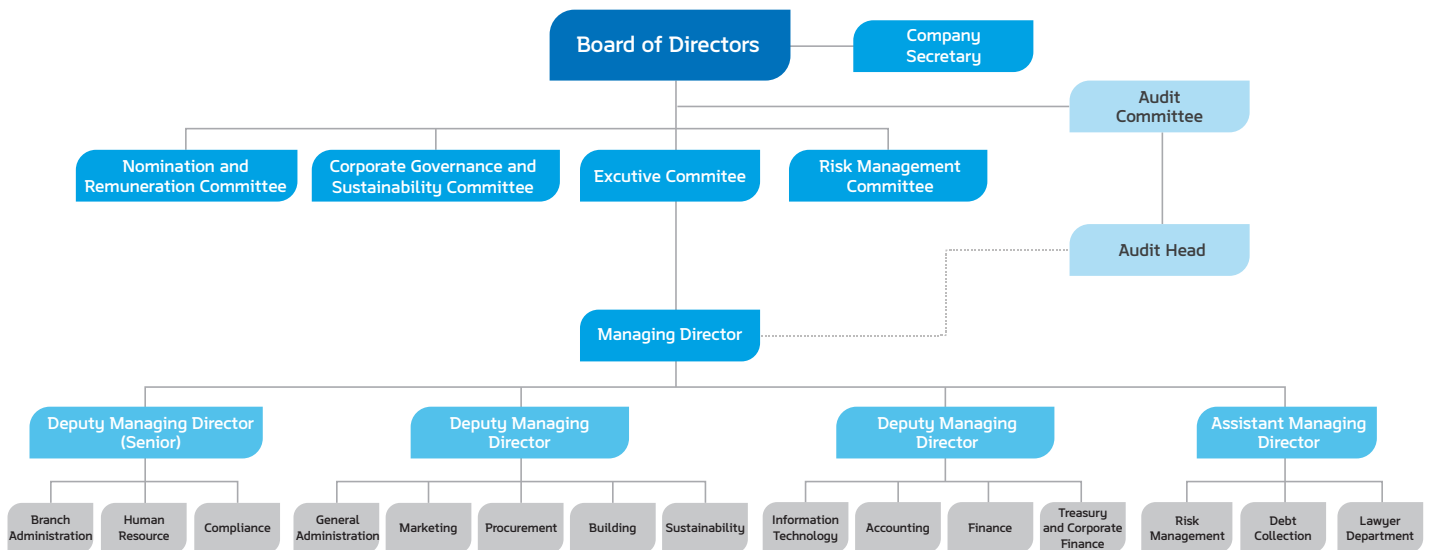 Board of Directors
Company
Secretary
Audit
Committee
Nomination and
Remuneration Committee
Corporate Governance and
Sustainability Committee
Excutive Commitee
Risk Management
Committee
Audit Head
Managing Director
Deputy Managing Director
(Senior)
Deputy Managing
Director
Deputy Managing
Director
Assistant Managing
Director
Branch
Administration
Human
Resource
Compliance
General
Administration
Marketing
Procurement
Building
Sustainability
Information
Technology
Accounting
Finance
Treasury
and Corporate
Finance
Risk
Management
Debt
Collection
Lawyer
Department